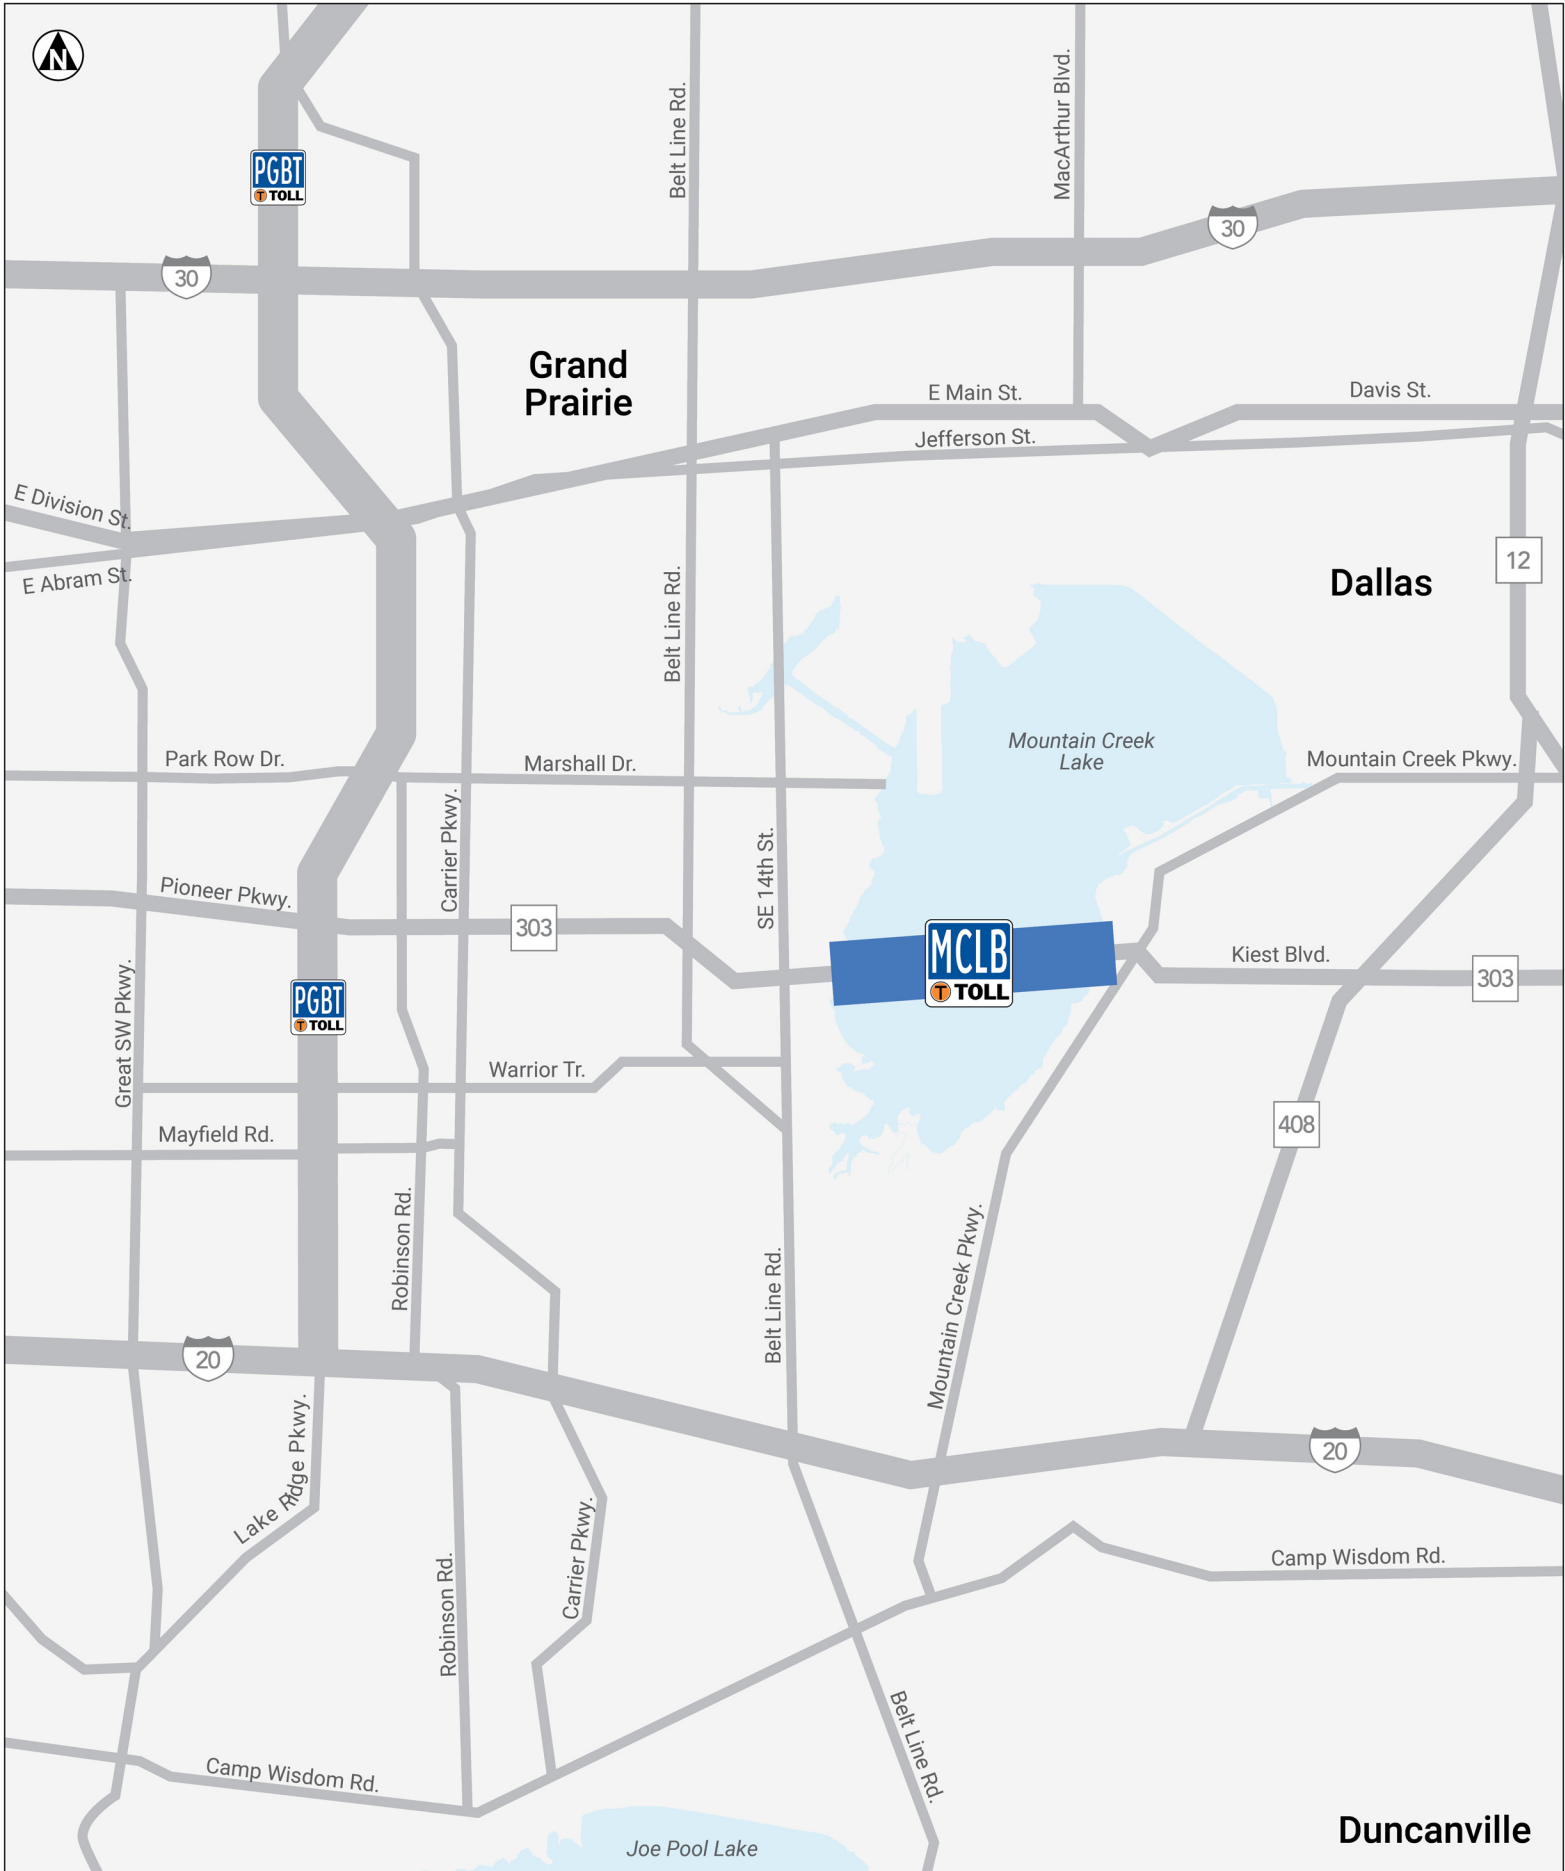 N
Belt Line Rd.
MacArthur Blvd.
PGBT
T TOLL
30
30
Grand
Prairie
E Main St.
Davis St.
Jefferson St.
E Division St.
E Abram St.
12
Dallas
Belt Line Rd.
Mountain Creek
Lake
Park Row Dr.
Marshall Dr.
Mountain Creek Pkwy.
Carrier Pkwy.
SE 14th St.
Pioneer Pkwy.
303
MCLB
T TOLL
Kiest Blvd.
303
PGBT
T TOLL
Great SW Pkwy.
Warrior Tr.
Mayfield Rd.
408
Robinson Rd.
Belt Line Rd.
Mountain Creek Pkwy.
20
Lake Ridge Pkwy.
20
Carrier Pkwy.
Robinson Rd.
Camp Wisdom Rd.
Belt Line Rd.
Camp Wisdom Rd.
Joe Pool Lake
Duncanville